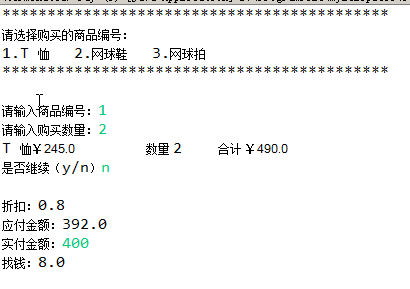 *******************************************
请选择购买的商品编号：
1.T 恤 2.网球鞋 3.网球拍
*******************************************
请输入商品编号：1
请输入购买数量：2
T 恤￥245.0 数量 2 合计 ￥490.0
是否继续（y/n）n
折扣：0.8
应付金额：392.0
实付金额：400
找钱：8.0